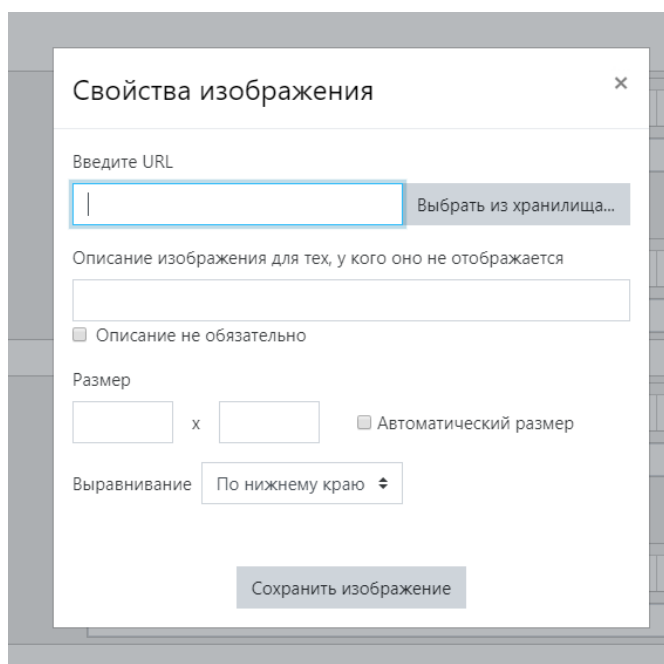 Свойства изображения ×
Введите URL
Выбрать из хранилища...
Описание изображения для тех, у кого оно не отображается
Описание не обязательно
Размер
x Автоматический размер
Выравнивание По нижнему краю
Сохранить изображение